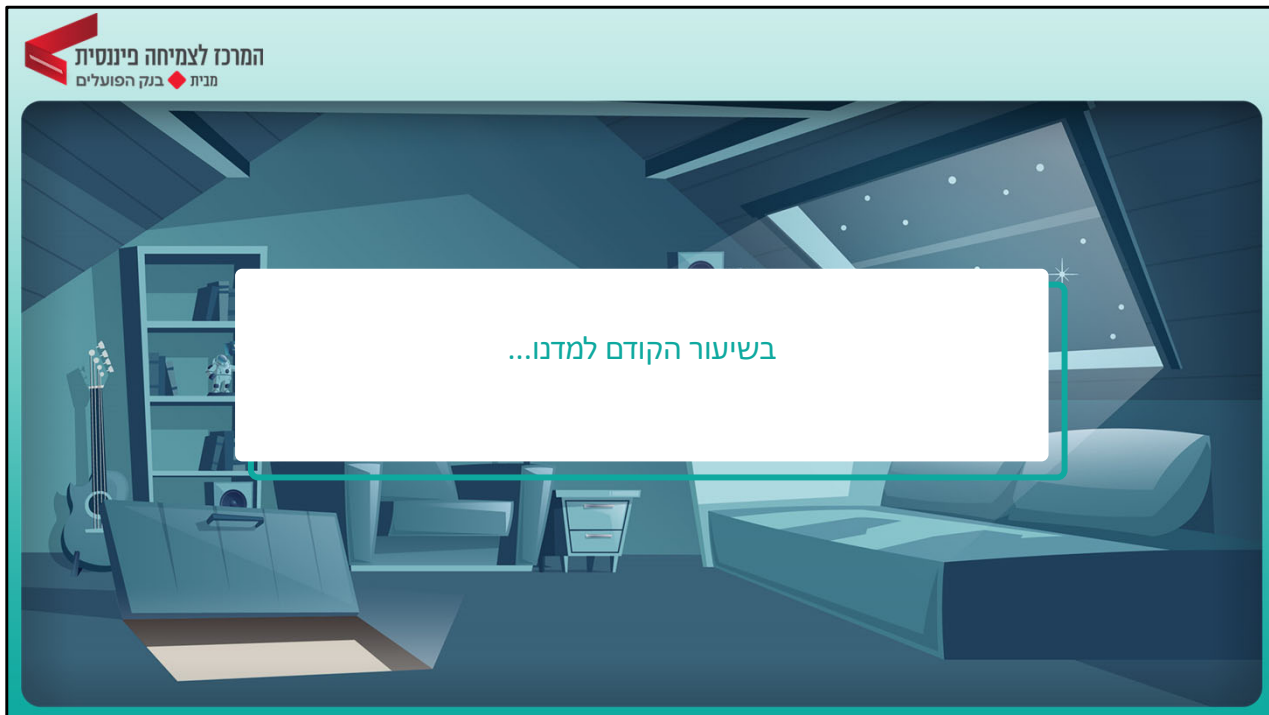 המרכז לצמיחה פיננסית
מבית בנק הפועלים
בשיעור הקודם למדנו...